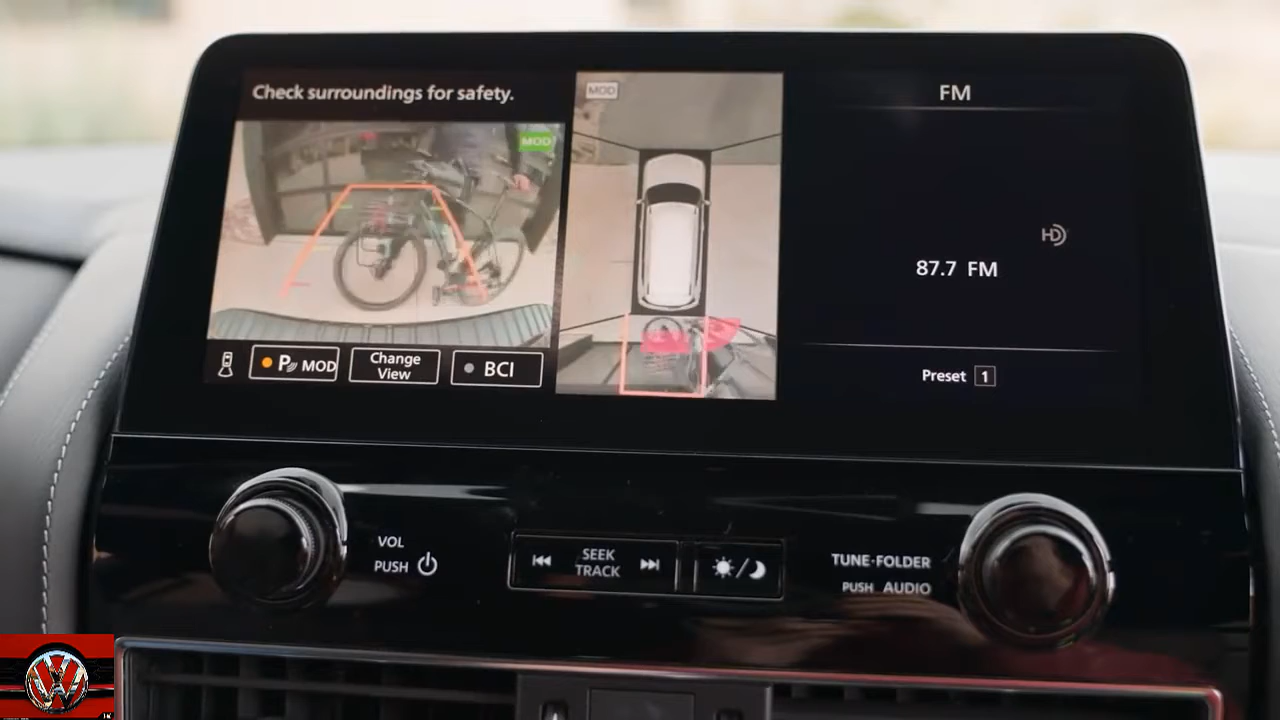 Check surroundings for safety.
MOD
MOD
P MOD
Change
View
BCI
FM
HD
87.7 FM
Preset 1
VOL
PUSH
SEEK
TRACK
TUNE·FOLDER
PUSH AUDIO